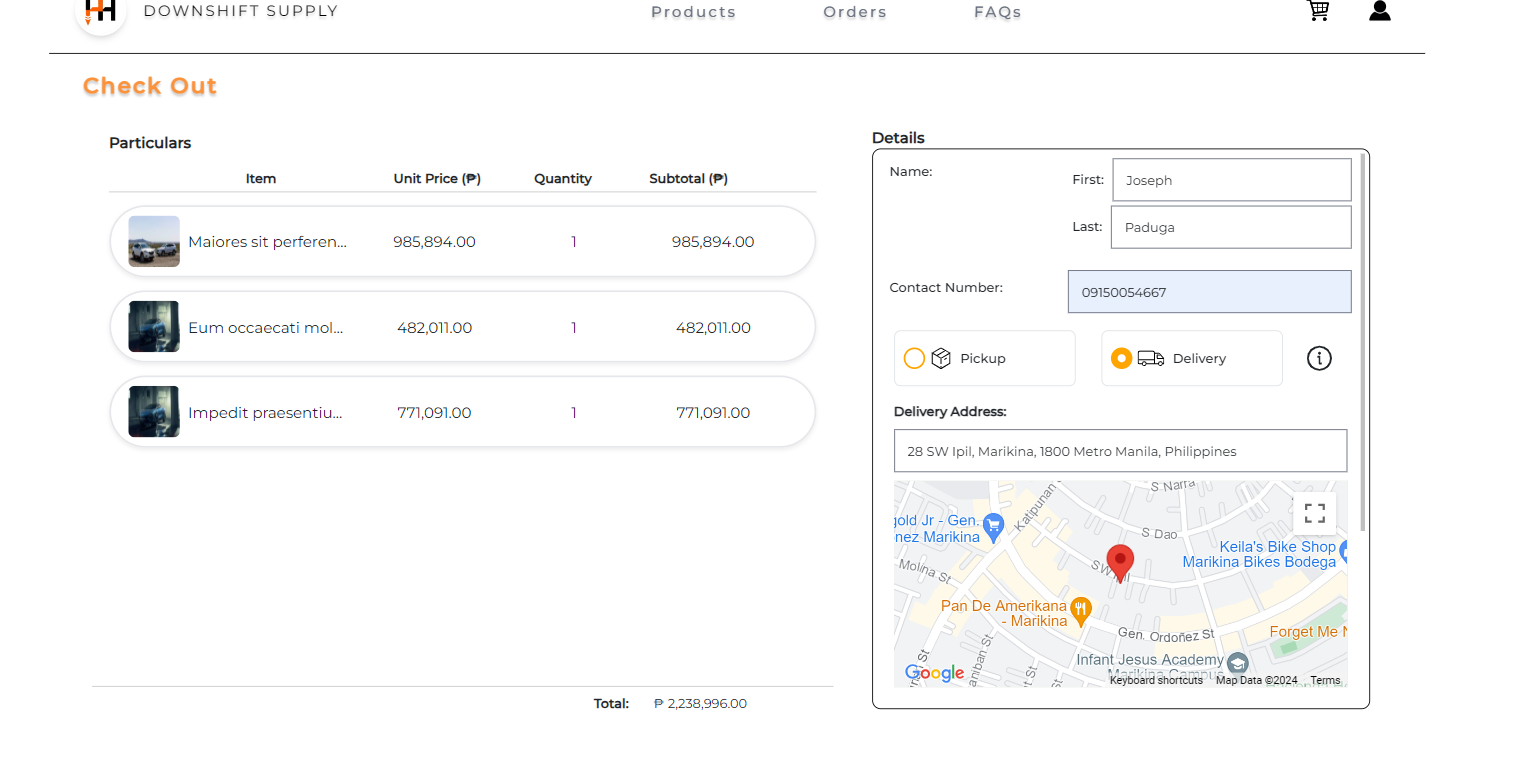 DOWNSHIFT SUPPLY
Products
Orders
FAQs
Check Out
Particulars
Item Unit Price (₱) Quantity Subtotal (₱)
Maiores sit perferen... 985,894.00 1 985,894.00
Eum occaecati mol... 482,011.00 1 482,011.00
Impedit praesentiu... 771,091.00 1 771,091.00
Total: ₱ 2,238,996.00
Details
Name:
First: Joseph
Last: Paduga
Contact Number: 09150054667
Pickup
Delivery
Delivery Address:
28 SW Ipil, Marikina, 1800 Metro Manila, Philippines
S Narra
Katipunan
gold Jr - Gen.
nez Marikina
S Dao
Keila's Bike Shop
Marikina Bikes Bodega
Molina St
SW Ipil
Pan De Amerikana
- Marikina
Gen. Ordoñez St
Forget Me N
Infant Jesus Academy
Marikina Campus
Google
Keyboard shortcuts
Map Data ©2024
Terms